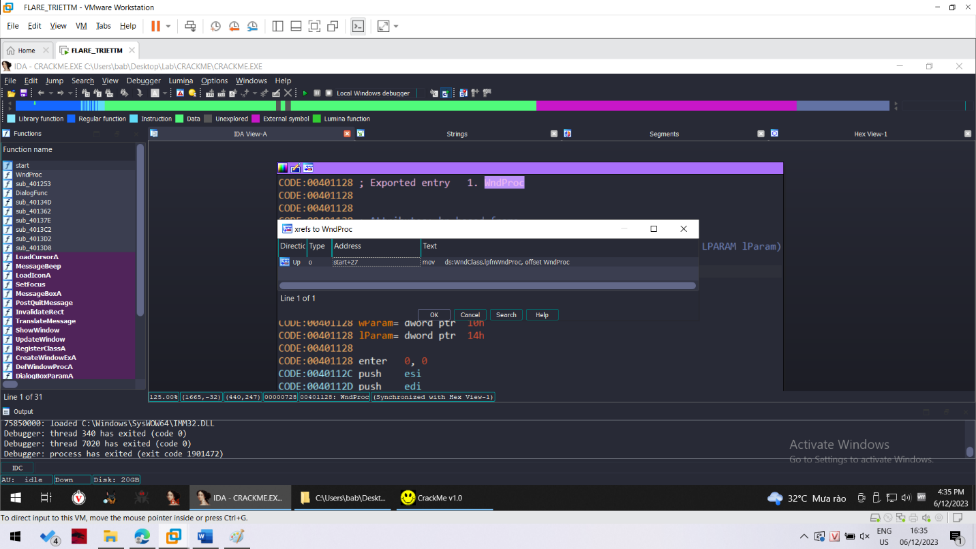 FLARE_TRIETTM - VMware Workstation
File Edit View VM Tabs Help
Home
FLARE_TRIETTM
IDA - CRACKME.EXE C:\Users\bab\Desktop\Lab\CRACKME\CRACKME.EXE
File Edit Jump Search View Debugger Lumina Options Windows Help
Local Windows debugger
Library function Regular function Instruction Data Unexplored External symbol Lumina function
Functions
IDA View-A
Strings
Segments
Hex View-1
Function name
start
WndProc
sub_401253
DialogFunc
sub_40134D
sub_401362
sub_40137E
sub_4013C2
sub_4013D2
sub_4013D8
LoadCursorA
MessageBeep
LoadIconA
SetFocus
MessageBoxA
PostQuitMessage
InvalidateRect
TranslateMessage
ShowWindow
UpdateWindow
RegisterClassA
CreateWindowExA
DefWindowProcA
DialogBoxParamA
Line 1 of 31
CODE:00401128 ; Exported entry 1. WndProc
CODE:00401128
CODE:00401128
LPARAM lParam)
xrefs to WndProc
Directic Type Address Text
Up o start+27 mov ds:WndClass.lpfnWndProc, offset WndProc
Line 1 of 1
OK Cancel Search Help
CODE:00401128 wParam= dword ptr 10h
CODE:00401128 lParam= dword ptr 14h
CODE:00401128
CODE:00401128 enter 0, 0
CODE:0040112C push esi
CODE:0040112D push edi
125.00% (1665,-32) (440,247) 00000728 00401128: WndProc (Synchronized with Hex View-1)
Output
75850000: loaded C:\Windows\SysWOW64\IMM32.DLL
Debugger: thread 340 has exited (code 0)
Debugger: thread 7020 has exited (code 0)
Debugger: process has exited (exit code 1901472)
IDC
AU: idle Down Disk: 20GB
Activate Windows
Go to Settings to activate Windows.
IDA - CRACKME.EXE...
C:\Users\bab\Deskt...
CrackMe v1.0
32°C Mưa rào
4:35 PM
6/12/2023
To direct input to this VM, move the mouse pointer inside or press Ctrl+G.
4
ENG
US
16:35
06/12/2023
1